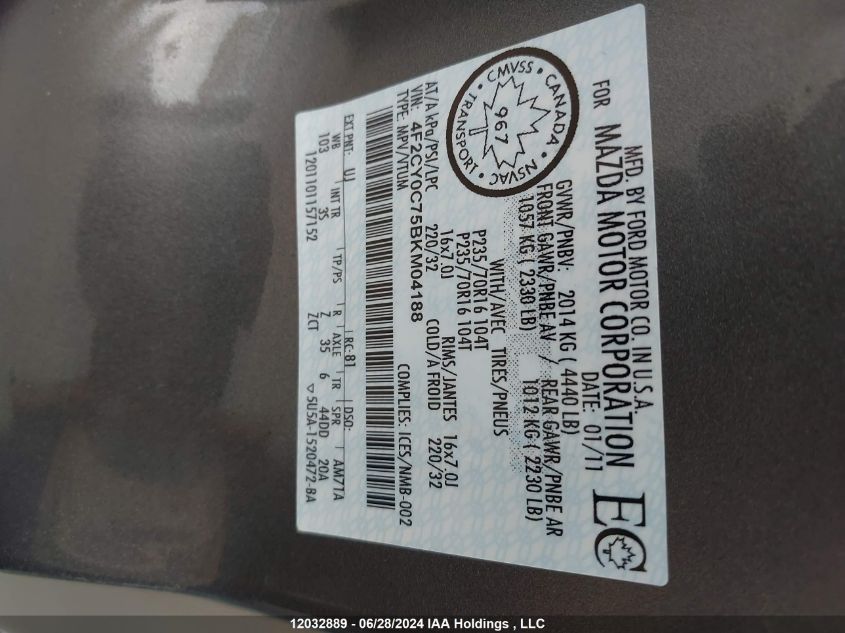 MFD. BY FORD MOTOR CO. IN U.S.A.
FOR MAZDA MOTOR CORPORATION
DATE: 01/11
GVWR/PNBV: 2014 KG ( 4440 LB)
FRONT GAWR/PNBE AV / REAR GAWR/PNBE AR
1057 KG ( 2330 LB) 1012 KG ( 2230 LB)
WITH/AVEC TIRES/PNEUS
P235/70R16 104T
P235/70R16 104T
RIMS/JANTES
16x7.0J 16x7.0J
AT/A kPa/PSI/LPC 220/32 COLD/A FROID 220/32
VIN: 4F2CY0C75BKM04188
TYPE: MPV/VTUM COMPLIES: ICES/NMB-002
EXT PNT: UJ RC:81 DSO:
WB INT TR TP/PS R AXLE TR SPR AM7TA
103 3S Z 35 6 44DD 20A
1201101157152 ZCT ▽5U5A-1520472-BA
CMVSS • CANADA • NSVAC • TRANSPORT •
967
EC
12032889 - 06/28/2024 IAA Holdings , LLC